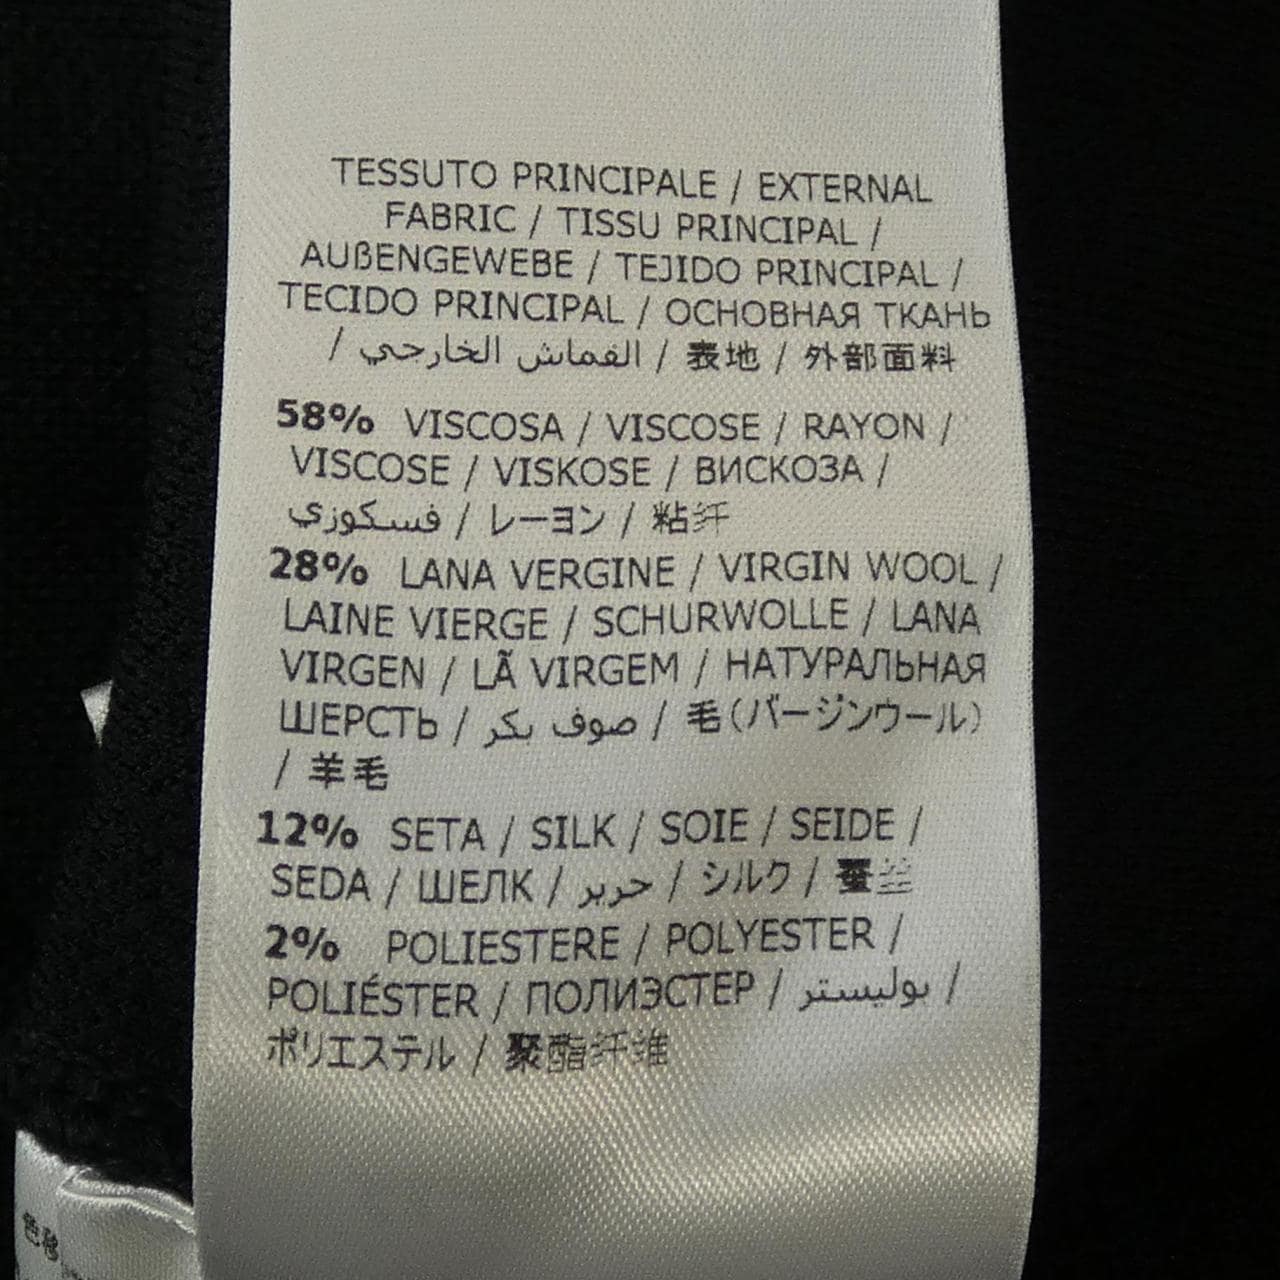 TESSUTO PRINCIPALE / EXTERNAL
FABRIC / TISSU PRINCIPAL /
AUßENGEWEBE / TEJIDO PRINCIPAL /
TECIDO PRINCIPAL / ОСНОВНАЯ ТКАНЬ
/ القماش الخارجي / 表地 / 外部面料
58% VISCOSA / VISCOSE / RAYON /
VISCOSE / VISKOSE / ВИСКОЗА /
فسكوزي / レーヨン / 粘纤
28% LANA VERGINE / VIRGIN WOOL /
LAINE VIERGE / SCHURWOLLE / LANA
VIRGEN / LÃ VIRGEM / НАТУРАЛЬНАЯ
ШЕРСТЬ / صوف بكر / 毛(バージンウール)
/ 羊毛
12% SETA / SILK / SOIE / SEIDE /
SEDA / ШЕЛК / حرير / シルク / 蚕丝
2% POLIESTERE / POLYESTER /
POLIÉSTER / ПОЛИЭСТЕР / بوليستر /
ポリエステル / 聚酯纤维